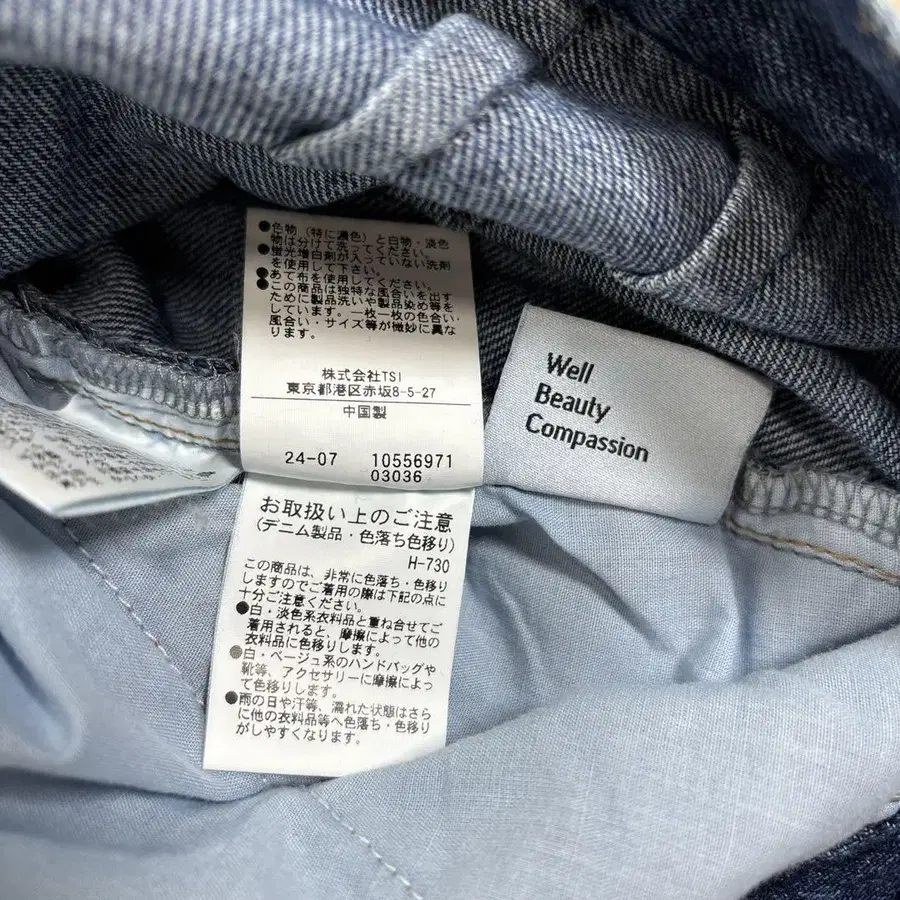 ●色物(特に濃色)と白物・淡色
物は分けて洗ってください。
●蛍光増白剤が入っていない洗剤
を使用して下さい。
●あて布を使用してください。
●この商品は独特な風合いを出す
ために製品洗いや製品染め等を
しています。一枚一枚の色合い・
風合い・サイズ等が微妙に異な
ります。
株式会社TSI
東京都港区赤坂8-5-27
中国製
24-07 10556971
03036
お取扱い上のご注意
(デニム製品・色落ち色移り)
H-730
この商品は、非常に色落ち・色移り
しますのでご着用の際は下記の点に
十分ご注意ください。
●白・淡色系衣料品と重ね合せてご
着用されると、摩擦によって他の
衣料品に色移りします。
●白・ベージュ系のハンドバッグや
靴等、アクセサリーに摩擦によっ
て色移りします。
●雨の日や汗等、濡れた状態はさら
に他の衣料品等へ色落ち・色移り
がしやすくなります。
Well
Beauty
Compassion